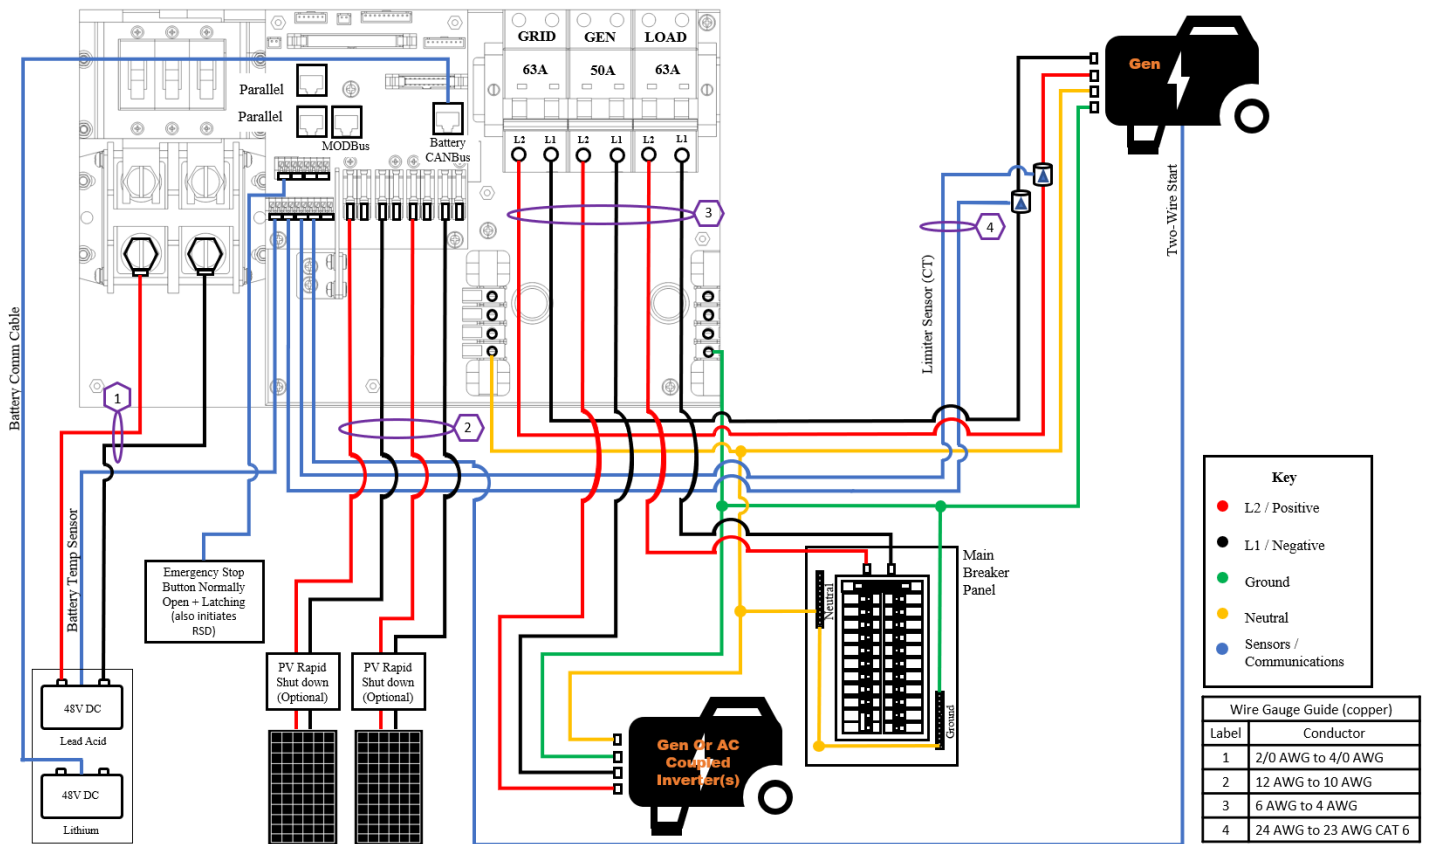 GRID GEN LOAD
63A 50A 63A
Parallel
Parallel
MODBus
Battery
CANBus
L2 L1 L2 L1 L2 L1
Gen
3
4
1
2
Two-Wire Start
Limiter Sensor (CT)
Battery Comm Cable
Battery Temp Sensor
Emergency Stop
Button Normally
Open + Latching
(also initiates
RSD)
PV Rapid
Shut down
(Optional)
PV Rapid
Shut down
(Optional)
48V DC
Lead Acid
48V DC
Lithium
Gen Or AC
Coupled
Inverter(s)
Main
Breaker
Panel
Neutral
Ground
Key
L2 / Positive
L1 / Negative
Ground
Neutral
Sensors /
Communications
Wire Gauge Guide (copper)
Label Conductor
1 2/0 AWG to 4/0 AWG
2 12 AWG to 10 AWG
3 6 AWG to 4 AWG
4 24 AWG to 23 AWG CAT 6